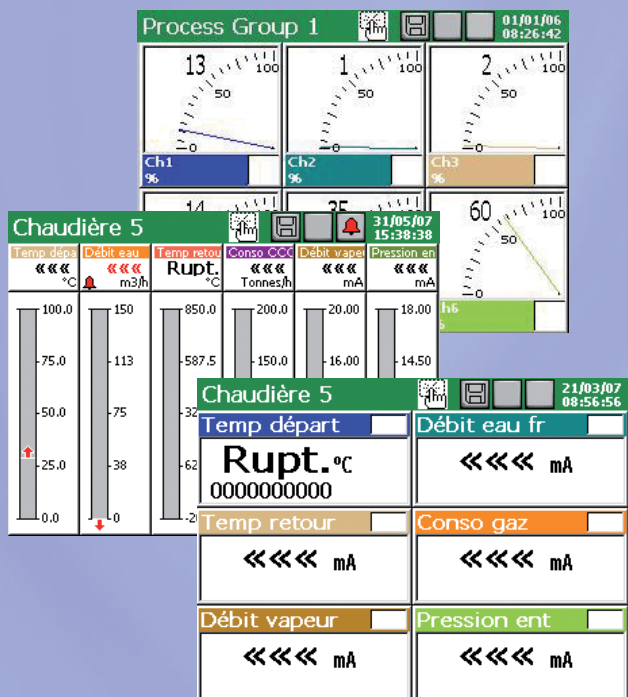 Process Group 1
01/01/06
08:26:42
13
100
50
0
Ch1
%
1
100
50
0
Ch2
%
2
100
50
0
Ch3
%
14
35
60
100
50
0
Chaudière 5
31/05/07
15:38:38
Temp dépa
Débit eau
Temp retou
Conso CCC
Débit vape
Pression en
««« °C
««« m3/h
Rupt. °C
««« Tonnes/h
««« mA
««« mA
100.0
75.0
50.0
25.0
0.0
150
113
75
38
0
850.0
587.5
200.0
150.0
20.00
16.00
18.00
14.50
Chaudière 5
21/03/07
08:56:56
Temp départ
Rupt. °C
0000000000
Débit eau fr
««« mA
Temp retour
««« mA
Conso gaz
««« mA
Débit vapeur
««« mA
Pression ent
««« mA